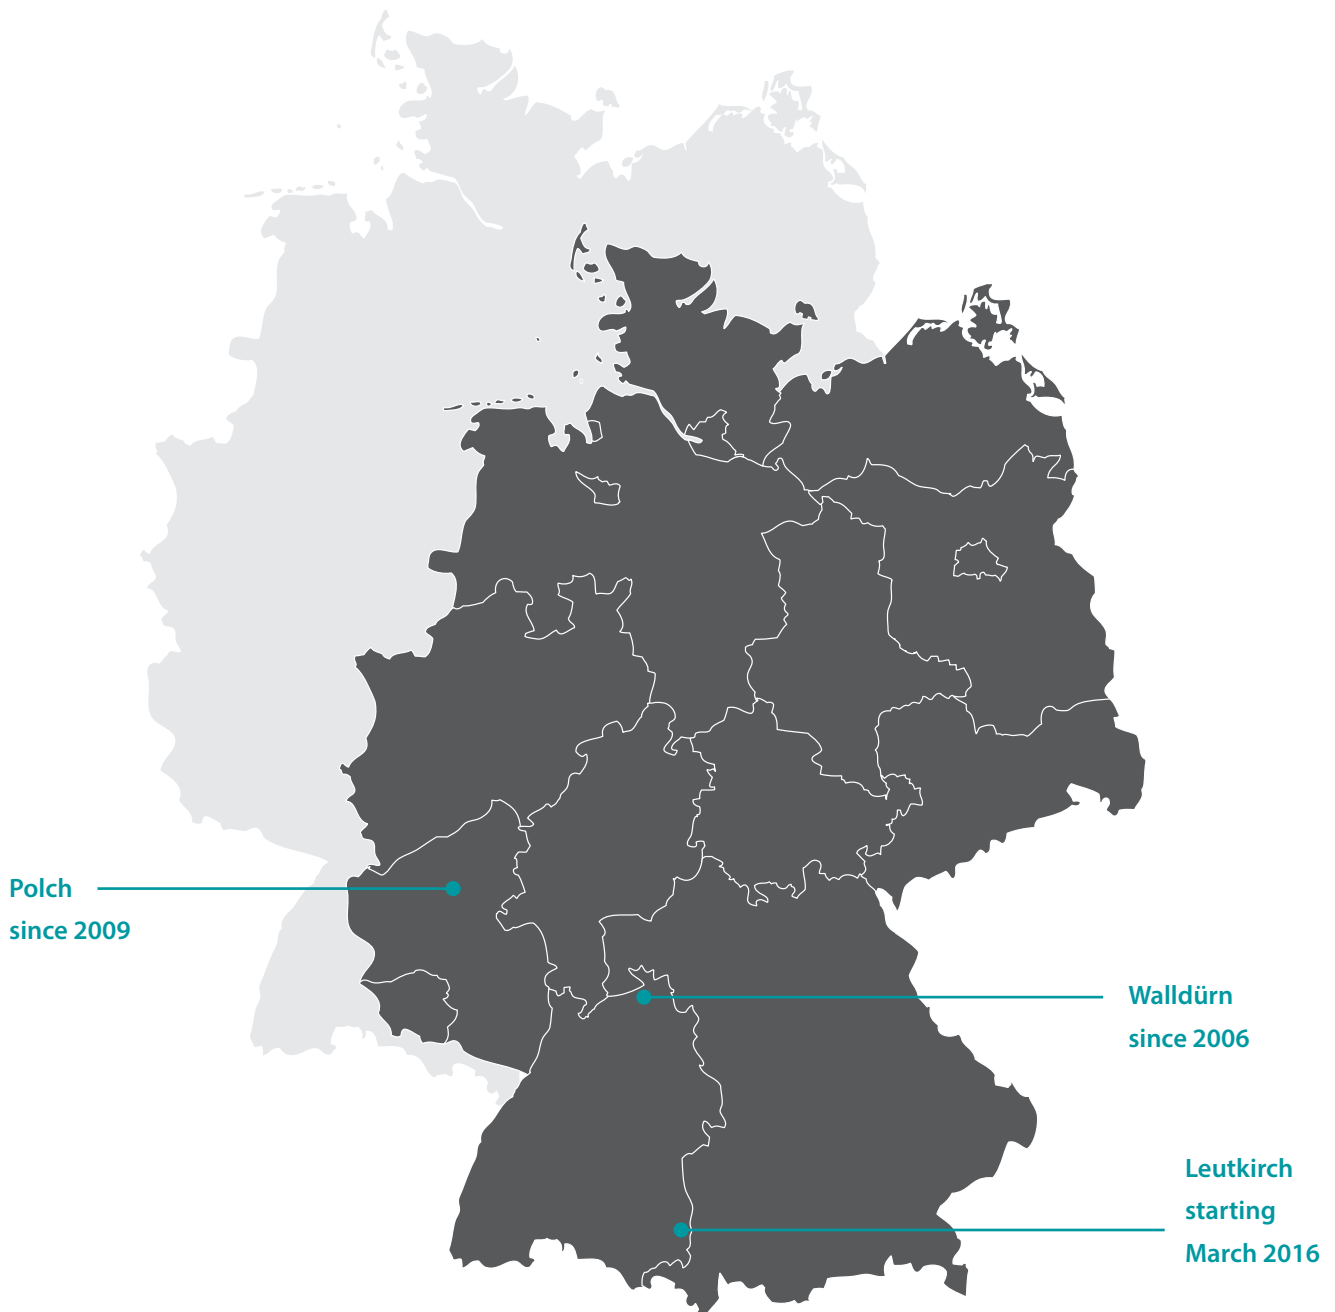 Polch
since 2009
Walldürn
since 2006
Leutkirch
starting
March 2016